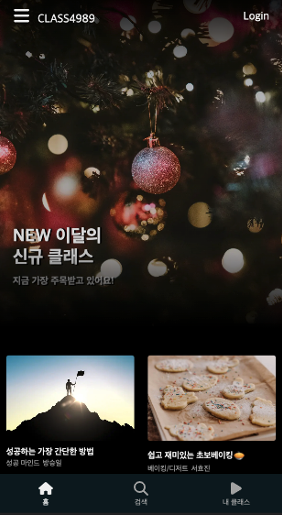 CLASS4989
Login
NEW 이달의
신규 클래스
지금 가장 주목받고 있어요!
성공하는 가장 간단한 방법
성공 마인드 방승일
쉽고 재미있는 초보베이킹🥧
베이킹/디저트 서효진
홈
검색
내 클래스